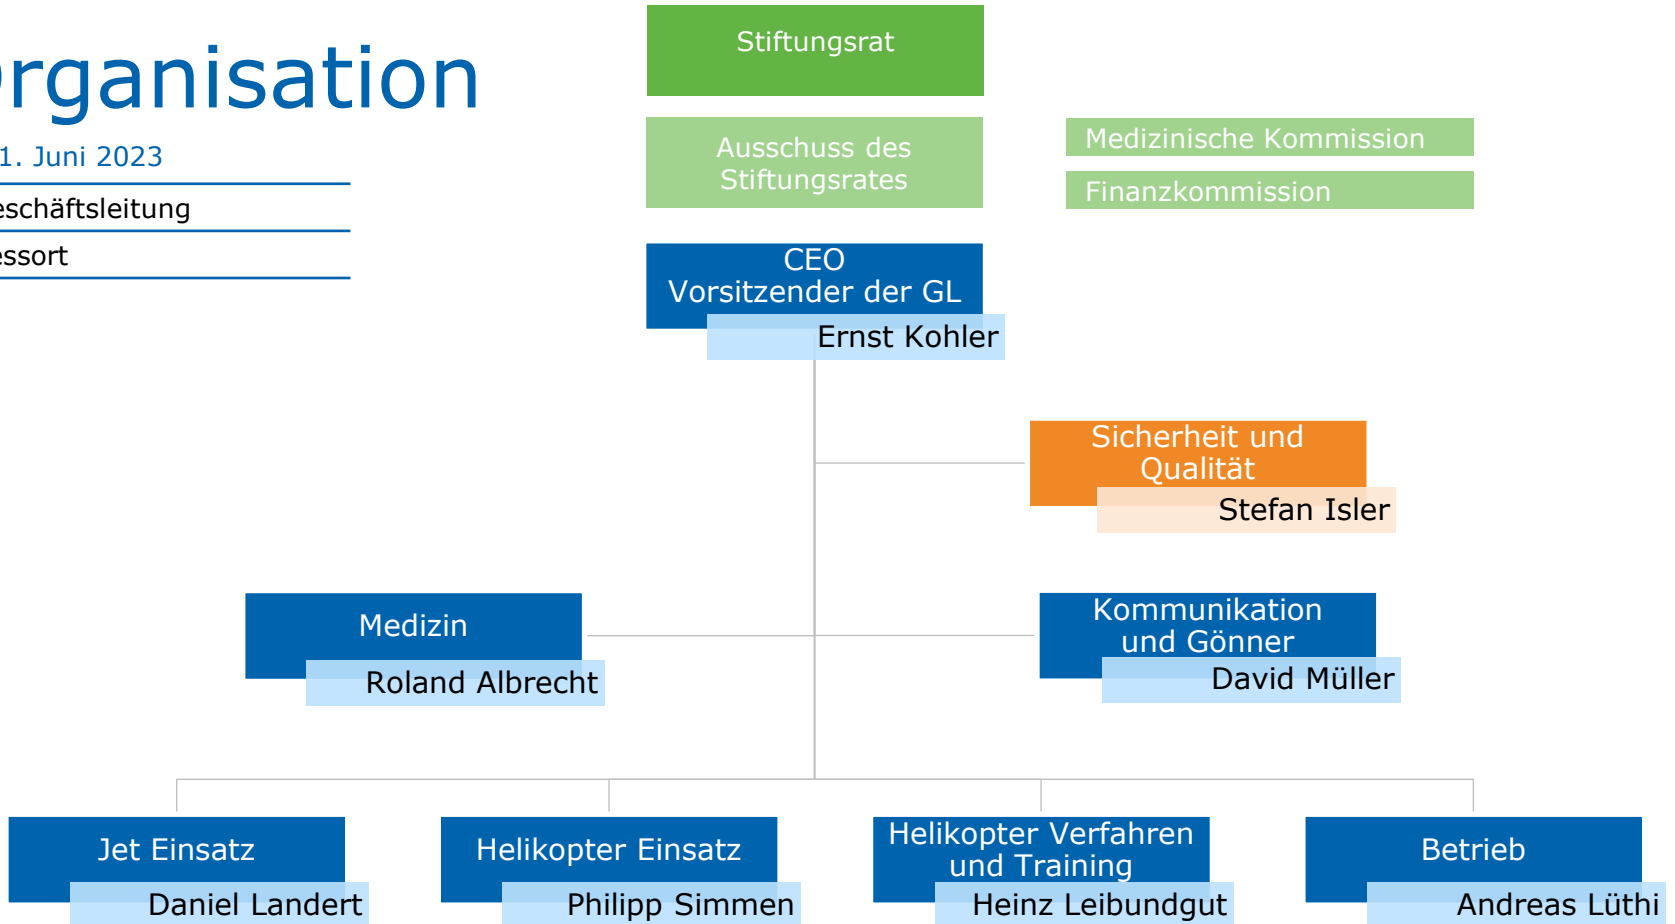 Organisation
1. Juni 2023
eschäftsleitung
essort
Stiftungsrat
Ausschuss des
Stiftungsrates
Medizinische Kommission
Finanzkommission
CEO
Vorsitzender der GL
Ernst Kohler
Sicherheit und
Qualität
Stefan Isler
Medizin
Roland Albrecht
Kommunikation
und Gönner
David Müller
Jet Einsatz
Daniel Landert
Helikopter Einsatz
Philipp Simmen
Helikopter Verfahren
und Training
Heinz Leibundgut
Betrieb
Andreas Lüthi